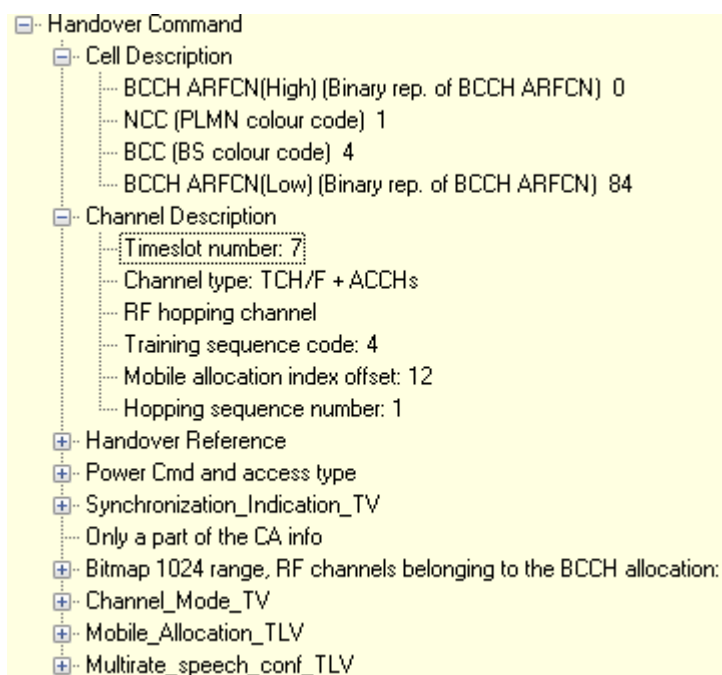 Handover Command
Cell Description
BCCH ARFCN(High) (Binary rep. of BCCH ARFCN) 0
NCC (PLMN colour code) 1
BCC (BS colour code) 4
BCCH ARFCN(Low) (Binary rep. of BCCH ARFCN) 84
Channel Description
Timeslot number: 7
Channel type: TCH/F + ACCHs
RF hopping channel
Training sequence code: 4
Mobile allocation index offset: 12
Hopping sequence number: 1
Handover Reference
Power Cmd and access type
Synchronization_Indication_TV
Only a part of the CA info
Bitmap 1024 range, RF channels belonging to the BCCH allocation:
Channel_Mode_TV
Mobile_Allocation_TLV
Multirate_speech_conf_TLV